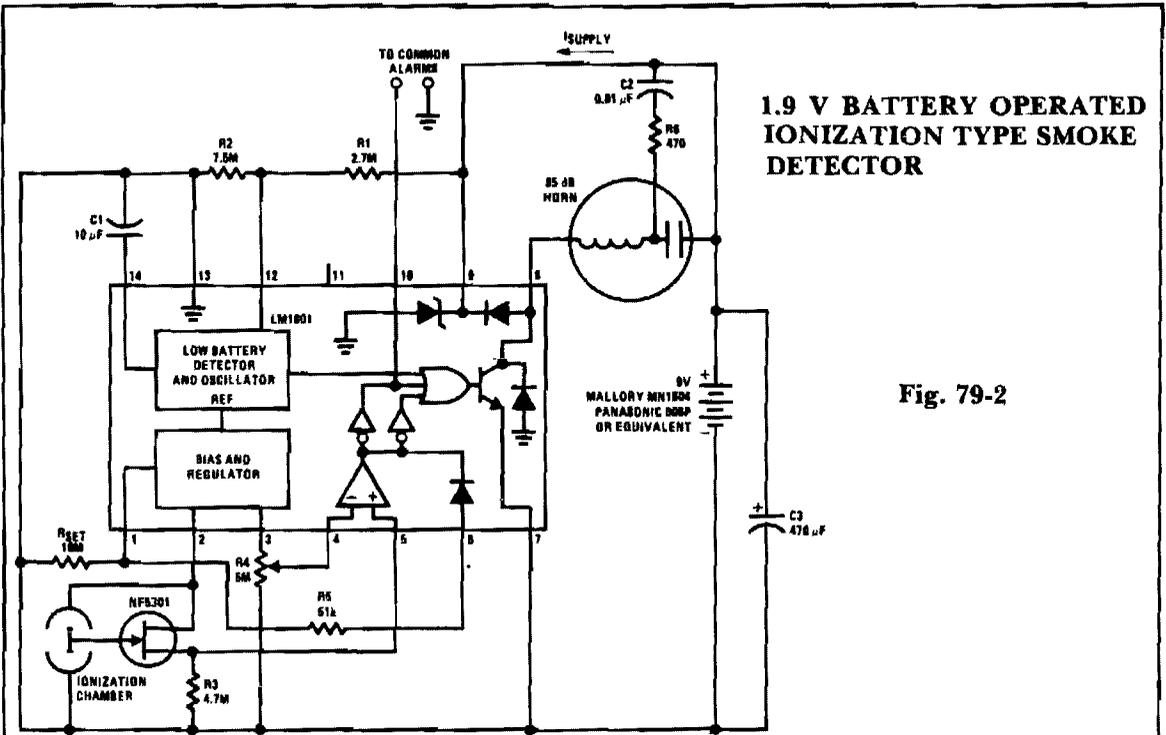 1.9 V BATTERY OPERATED
IONIZATION TYPE SMOKE
DETECTOR
Fig. 79-2
ISUPPLY
TO COMMON
ALARMS
C2
0.01 µF
R6
470
R2
7.5M
R1
2.7M
85 dB
HORN
C1
10 µF
14
13
12
11
10
9
8
LM1801
LOW BATTERY
DETECTOR
AND OSCILLATOR
REF
BIAS AND
REGULATOR
− +
9V
MALLORY MN1604
PANASONIC 006P
OR EQUIVALENT
+
−
+
C3
470 µF
1
2
3
4
5
6
7
RSET
10M
R4
5M
R5
51k
NF5301
IONIZATION
CHAMBER
R3
4.7M